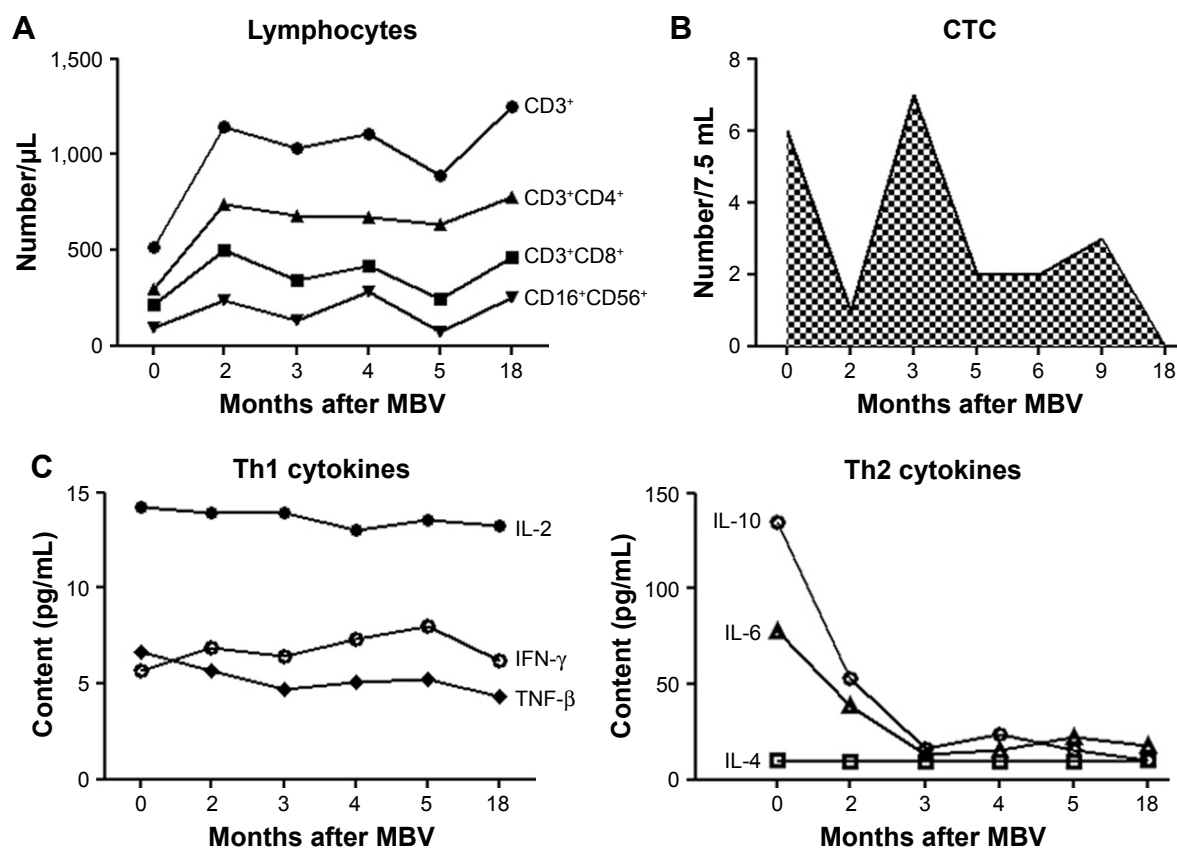 A
Lymphocytes
Number/µL
1,500
1,000
500
0
CD3⁺
CD3⁺CD4⁺
CD3⁺CD8⁺
CD16⁺CD56⁺
0 2 3 4 5 18
Months after MBV
B
CTC
Number/7.5 mL
8
6
4
2
0
0 2 3 5 6 9 18
Months after MBV
C
Th1 cytokines
Content (pg/mL)
15
10
5
0
IL-2
IFN-γ
TNF-β
0 2 3 4 5 18
Months after MBV
Th2 cytokines
Content (pg/mL)
150
100
50
0
IL-10
IL-6
IL-4
0 2 3 4 5 18
Months after MBV